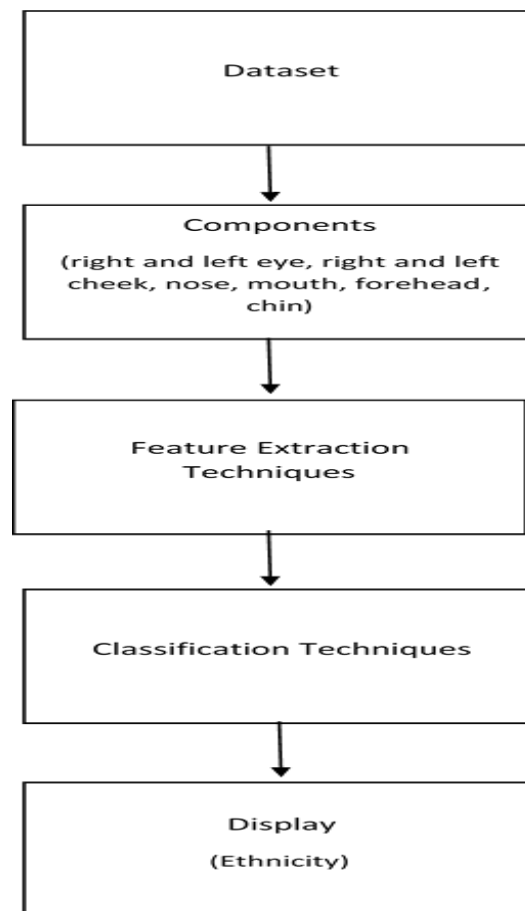 Dataset
Components
(right and left eye, right and left
cheek, nose, mouth, forehead,
chin)
Feature Extraction
Techniques
Classification Techniques
Display
(Ethnicity)